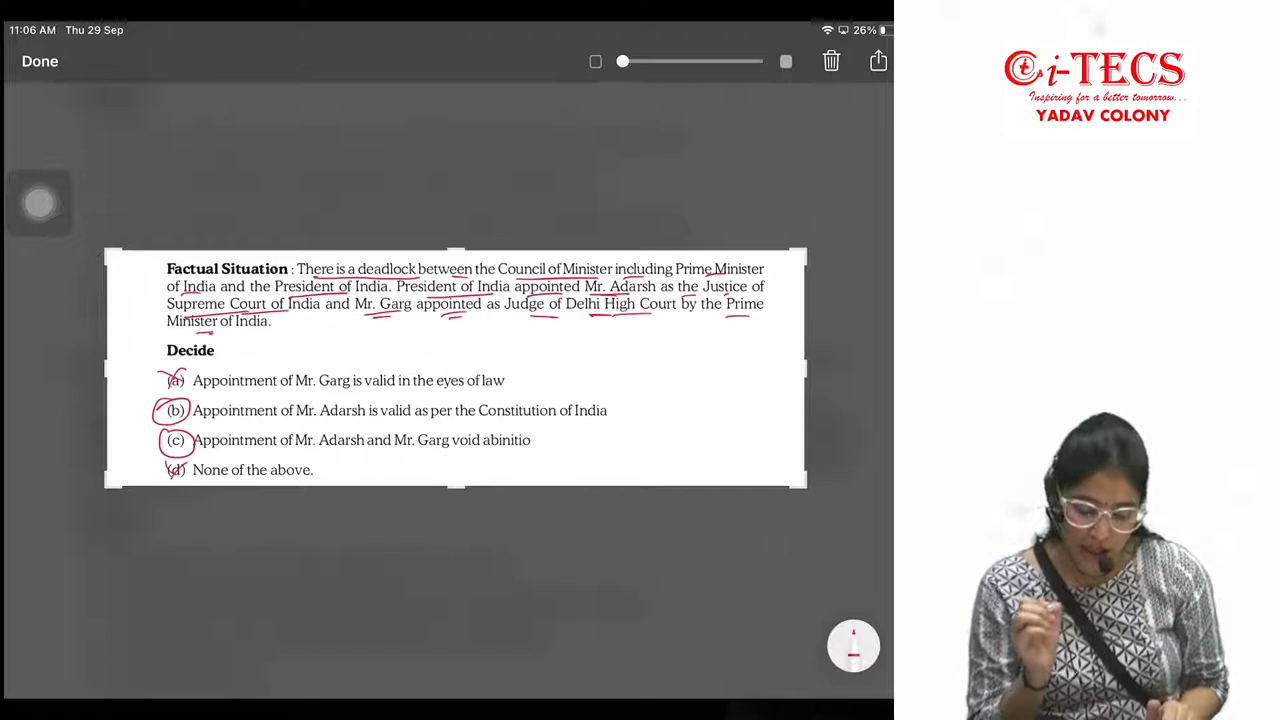 11:06 AM Thu 29 Sep
26%
Done
Factual Situation : There is a deadlock between the Council of Minister including Prime Minister
of India and the President of India. President of India appointed Mr. Adarsh as the Justice of
Supreme Court of India and Mr. Garg appointed as Judge of Delhi High Court by the Prime
Minister of India.
Decide
(a) Appointment of Mr. Garg is valid in the eyes of law
(b) Appointment of Mr. Adarsh is valid as per the Constitution of India
(c) Appointment of Mr. Adarsh and Mr. Garg void abinitio
(d) None of the above.
i-TECS
Inspiring for a better tomorrow...
YADAV COLONY